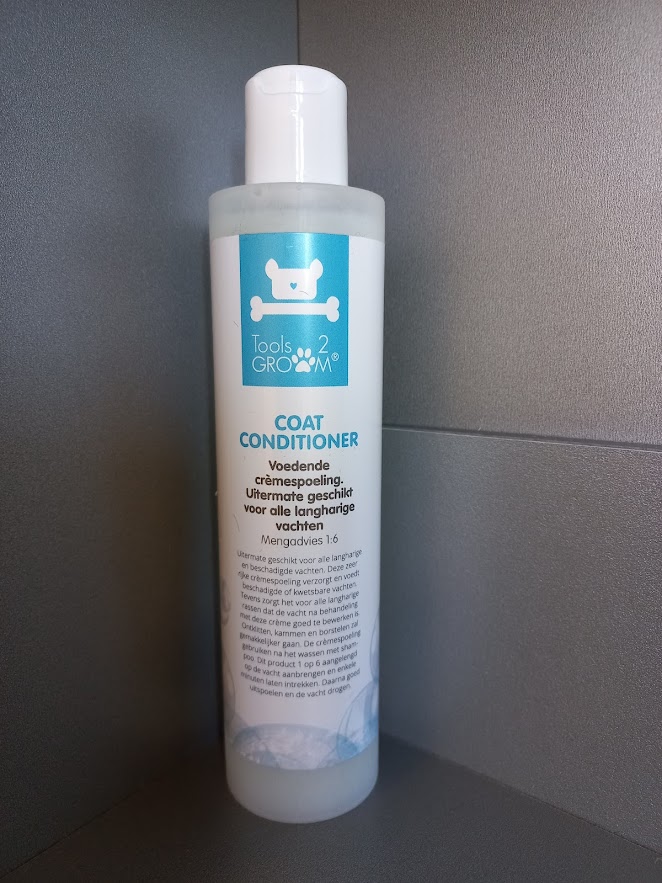 Tools 2
GROOM®
COAT
CONDITIONER
Voedende
crèmespoeling.
Uitermate geschikt
voor alle langharige
vachten
Mengadvies 1:6
Uitermate geschikt voor alle langharige
en beschadigde vachten. Deze zeer
rijke crèmespoeling verzorgt en voedt
beschadigde of kwetsbare vachten.
Tevens zorgt het voor alle langharige
rassen dat de vacht na behandeling
met deze crème goed te bewerken is.
Ontklitten, kammen en borstelen zal
gemakkelijker gaan. De crèmespoeling
gebruiken na het wassen met sham-
poo. Dit product 1 op 6 aangelengd
op de vacht aanbrengen en enkele
minuten laten intrekken. Daarna goed
uitspoelen en de vacht drogen.